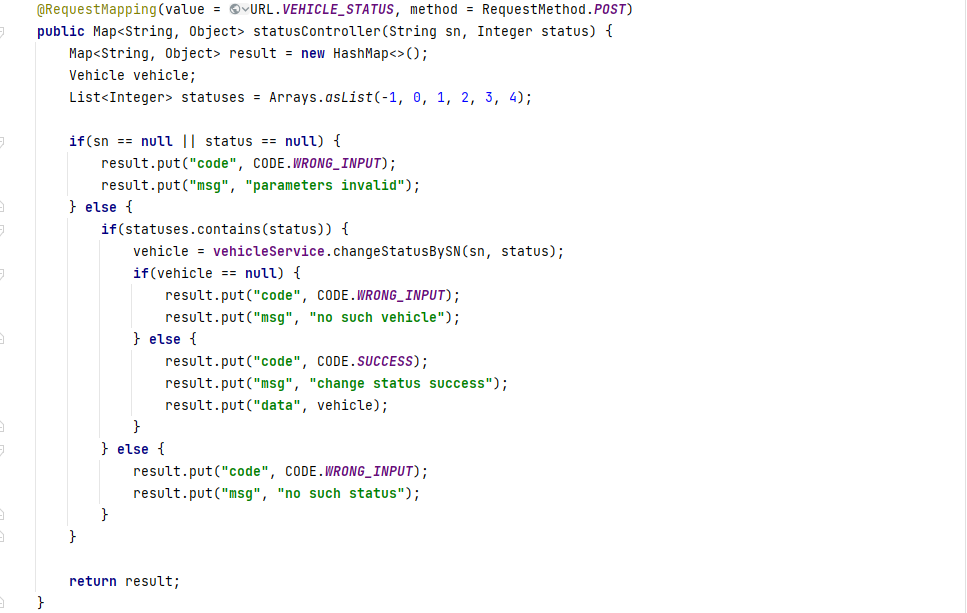 @RequestMapping(value = URL.VEHICLE_STATUS, method = RequestMethod.POST)
public Map<String, Object> statusController(String sn, Integer status) {
    Map<String, Object> result = new HashMap<>();
    Vehicle vehicle;
    List<Integer> statuses = Arrays.asList(-1, 0, 1, 2, 3, 4);

    if(sn == null || status == null) {
        result.put("code", CODE.WRONG_INPUT);
        result.put("msg", "parameters invalid");
    } else {
        if(statuses.contains(status)) {
            vehicle = vehicleService.changeStatusBySN(sn, status);
            if(vehicle == null) {
                result.put("code", CODE.WRONG_INPUT);
                result.put("msg", "no such vehicle");
            } else {
                result.put("code", CODE.SUCCESS);
                result.put("msg", "change status success");
                result.put("data", vehicle);
            }
        } else {
            result.put("code", CODE.WRONG_INPUT);
            result.put("msg", "no such status");
        }
    }

    return result;
}